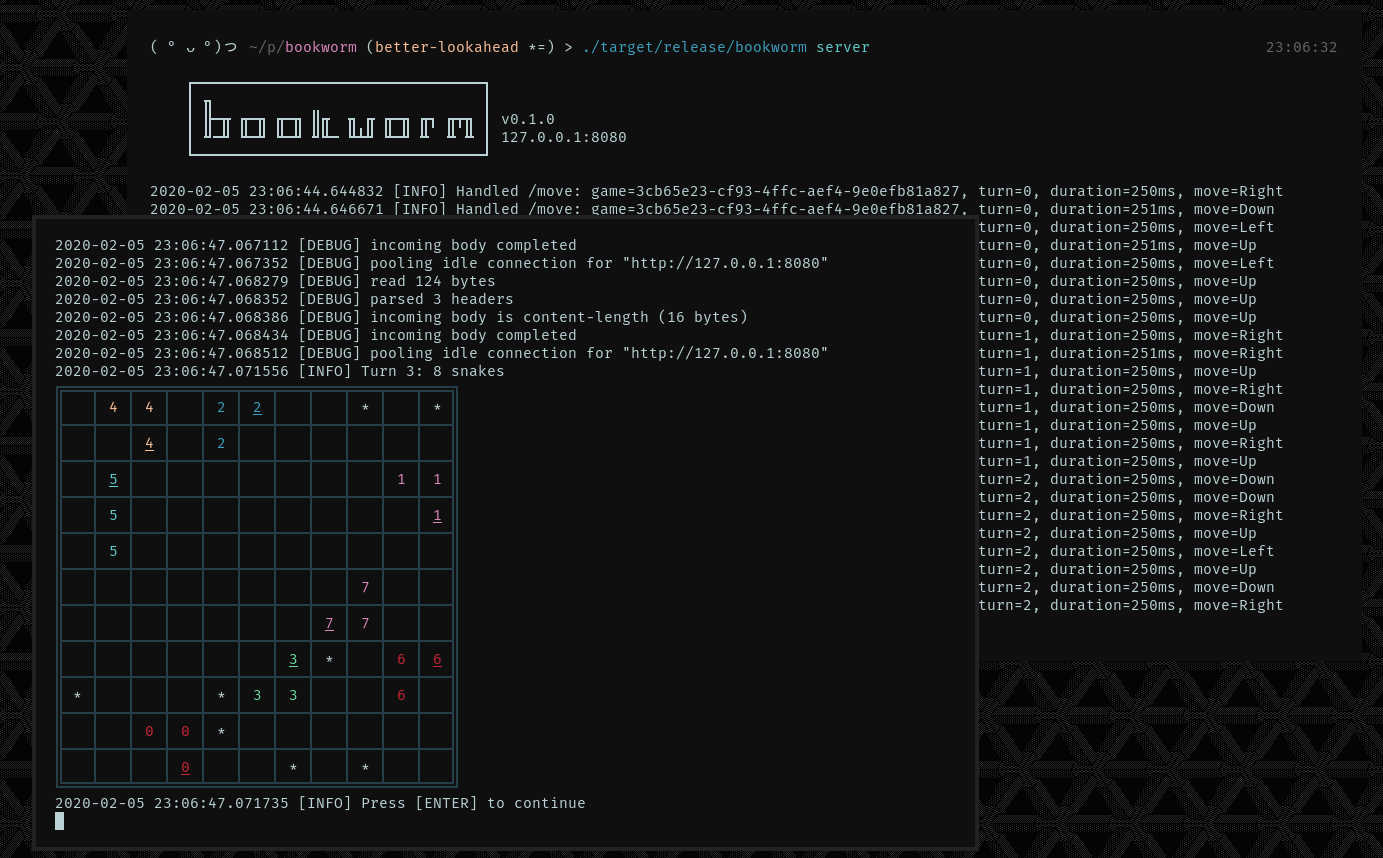 ( ° ᴗ °)つ ~/p/bookworm (better-lookahead *=) > ./target/release/bookworm server 23:06:32
bookworm
v0.1.0
127.0.0.1:8080
2020-02-05 23:06:44.644832 [INFO] Handled /move: game=3cb65e23-cf93-4ffc-aef4-9e0efb81a827, turn=0, duration=250ms, move=Right
2020-02-05 23:06:44.646671 [INFO] Handled /move: game=3cb65e23-cf93-4ffc-aef4-9e0efb81a827, turn=0, duration=251ms, move=Down
turn=0, duration=250ms, move=Left
turn=0, duration=251ms, move=Up
turn=0, duration=250ms, move=Left
turn=0, duration=250ms, move=Up
turn=0, duration=250ms, move=Up
turn=0, duration=250ms, move=Up
turn=1, duration=250ms, move=Right
turn=1, duration=251ms, move=Right
turn=1, duration=250ms, move=Up
turn=1, duration=250ms, move=Right
turn=1, duration=250ms, move=Down
turn=1, duration=250ms, move=Up
turn=1, duration=250ms, move=Right
turn=1, duration=250ms, move=Up
turn=2, duration=250ms, move=Down
turn=2, duration=250ms, move=Down
turn=2, duration=250ms, move=Right
turn=2, duration=250ms, move=Up
turn=2, duration=250ms, move=Left
turn=2, duration=250ms, move=Up
turn=2, duration=250ms, move=Down
turn=2, duration=250ms, move=Right
2020-02-05 23:06:47.067112 [DEBUG] incoming body completed
2020-02-05 23:06:47.067352 [DEBUG] pooling idle connection for "http://127.0.0.1:8080"
2020-02-05 23:06:47.068279 [DEBUG] read 124 bytes
2020-02-05 23:06:47.068352 [DEBUG] parsed 3 headers
2020-02-05 23:06:47.068386 [DEBUG] incoming body is content-length (16 bytes)
2020-02-05 23:06:47.068434 [DEBUG] incoming body completed
2020-02-05 23:06:47.068512 [DEBUG] pooling idle connection for "http://127.0.0.1:8080"
2020-02-05 23:06:47.071556 [INFO] Turn 3: 8 snakes
4 4 2 2 * *
4 2
5 1 1
5 1
5
7
7 7
3 * 6 6
* * 3 3 6
0 0 *
0 * *
2020-02-05 23:06:47.071735 [INFO] Press [ENTER] to continue